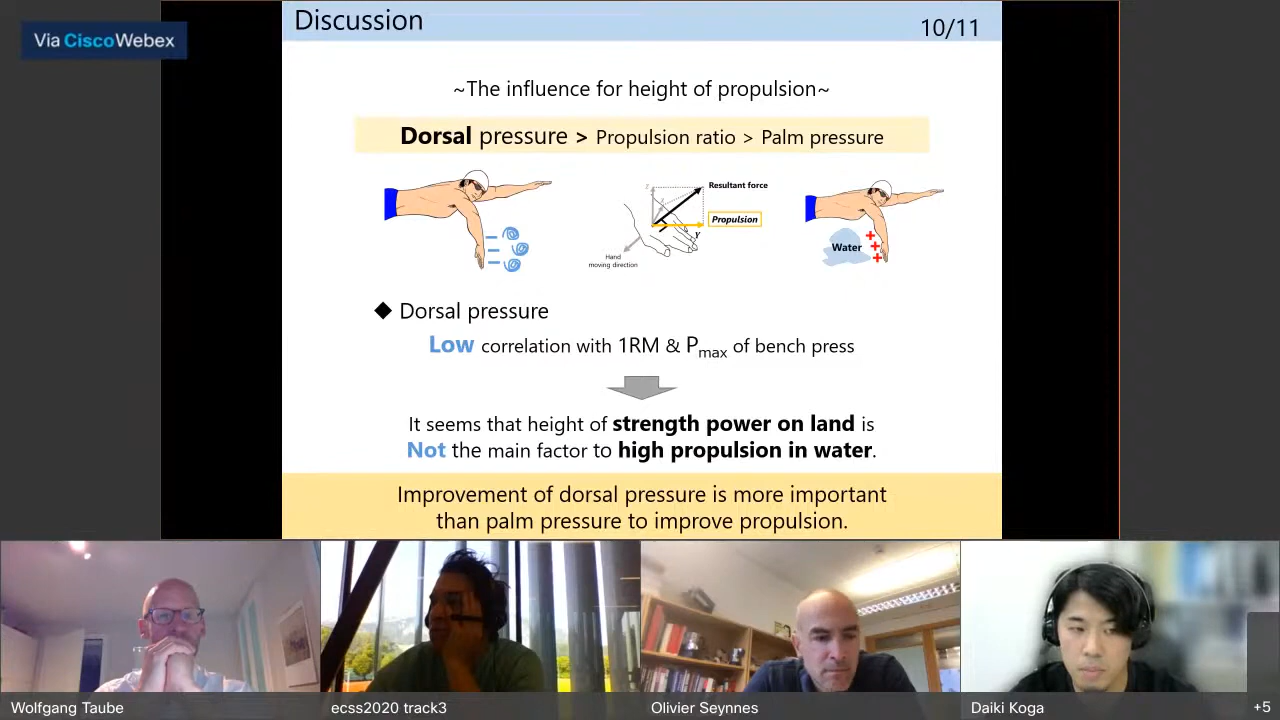 Via Cisco Webex
Discussion
10/11
~The influence for height of propulsion~
Dorsal pressure > Propulsion ratio > Palm pressure
Resultant force
z
Propulsion
Y
Hand
moving direction
Water
◆ Dorsal pressure
Low correlation with 1RM & Pmax of bench press
It seems that height of strength power on land is
Not the main factor to high propulsion in water.
Improvement of dorsal pressure is more important
than palm pressure to improve propulsion.
Wolfgang Taube
ecss2020 track3
Olivier Seynnes
Daiki Koga
+5